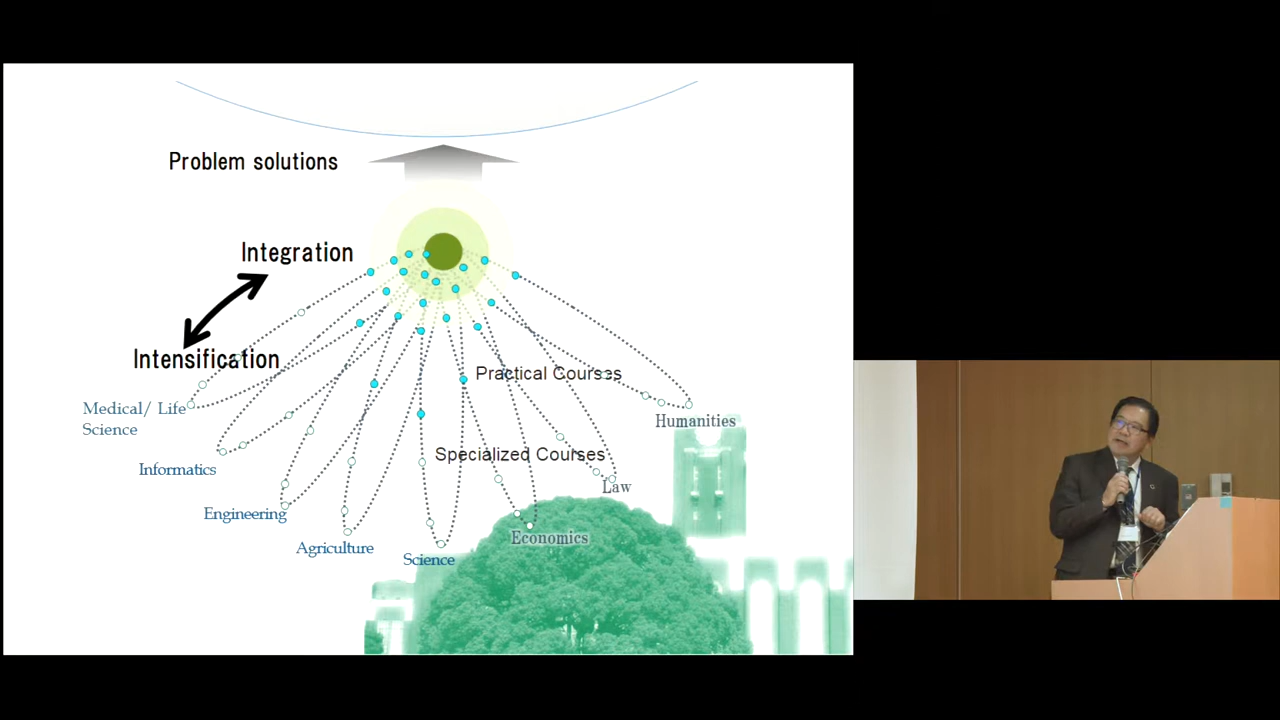 Problem solutions
Integration
Intensification
Practical Courses
Medical/ Life
Science
Humanities
Specialized Courses
Informatics
Law
Engineering
Economics
Agriculture
Science